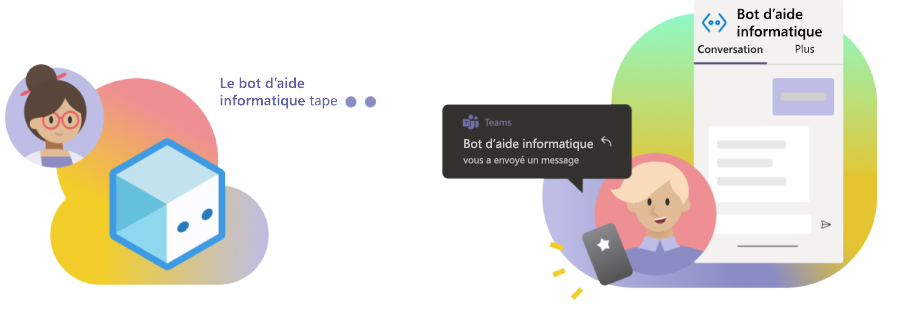 Le bot d’aide
informatique tape
Teams
Bot d’aide informatique
vous a envoyé un message
Bot d’aide
informatique
Conversation Plus